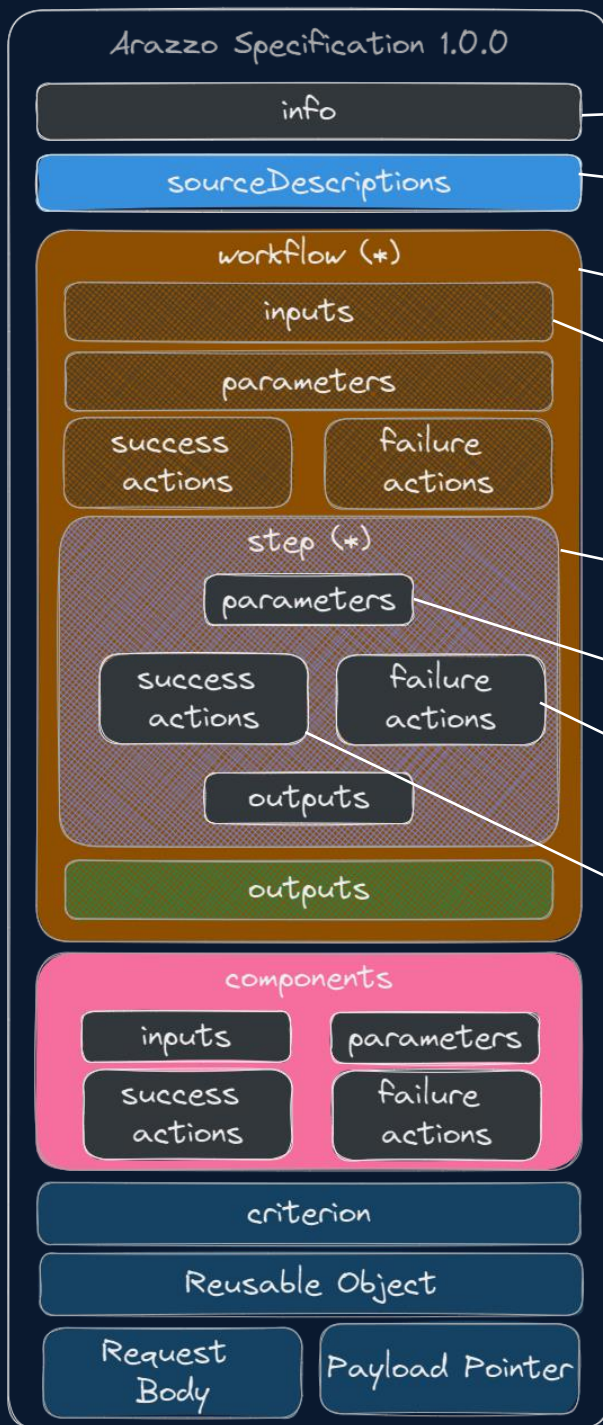 Arazzo Specification 1.0.0
info
sourceDescriptions
workflow (*)
inputs
parameters
success
actions
failure
actions
step (*)
parameters
success
actions
failure
actions
outputs
outputs
components
inputs
parameters
success
actions
failure
actions
criterion
Reusable Object
Request
Body
Payload Pointer